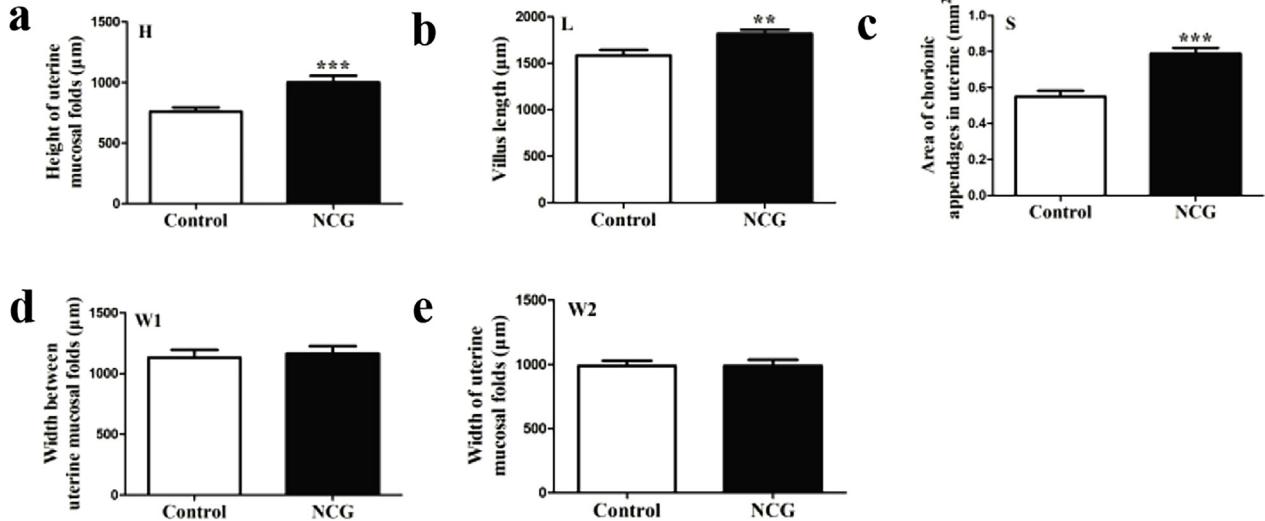 a
H
Height of uterine
mucosal folds (μm)
1500
1000
500
0
***
Control
NCG
b
L
Villus length (μm)
2000
1500
1000
500
0
**
Control
NCG
c
S
Area of chorionic
appendages in uterine (mm²
1.0
0.8
0.6
0.4
0.2
0.0
***
Control
NCG
d
W1
Width between
uterine mucosal folds (μm)
1500
1000
500
0
Control
NCG
e
W2
Width of uterine
mucosal folds (μm)
1500
1000
500
0
Control
NCG